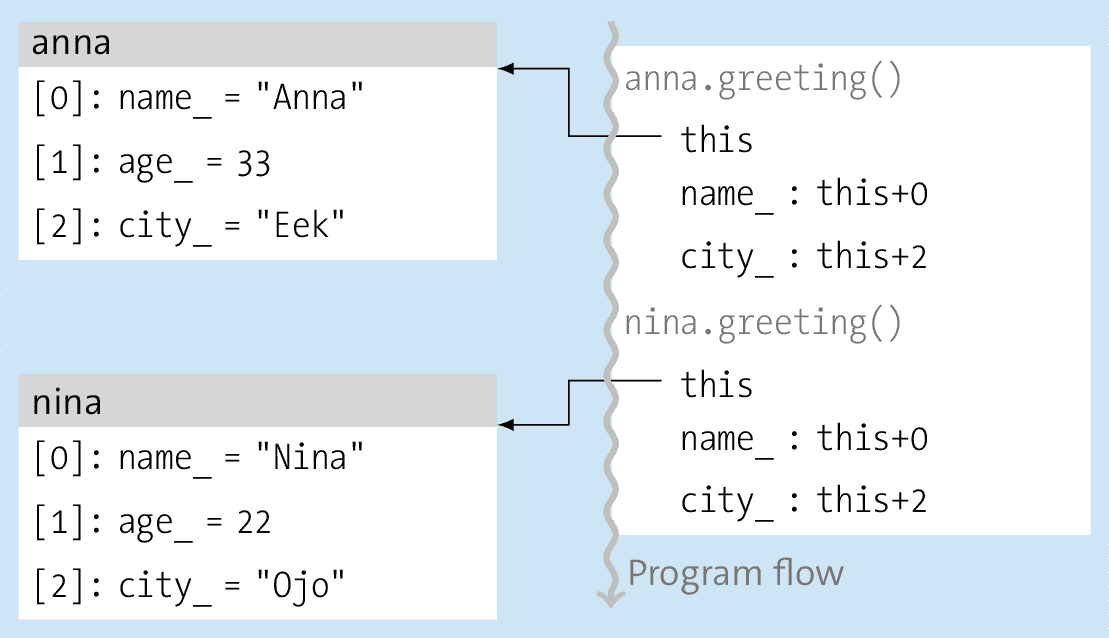 anna
[0]: name_ = "Anna"
[1]: age_ = 33
[2]: city_ = "Eek"
nina
[0]: name_ = "Nina"
[1]: age_ = 22
[2]: city_ = "Ojo"
anna.greeting()
this
name_ : this+0
city_ : this+2
nina.greeting()
this
name_ : this+0
city_ : this+2
Program flow